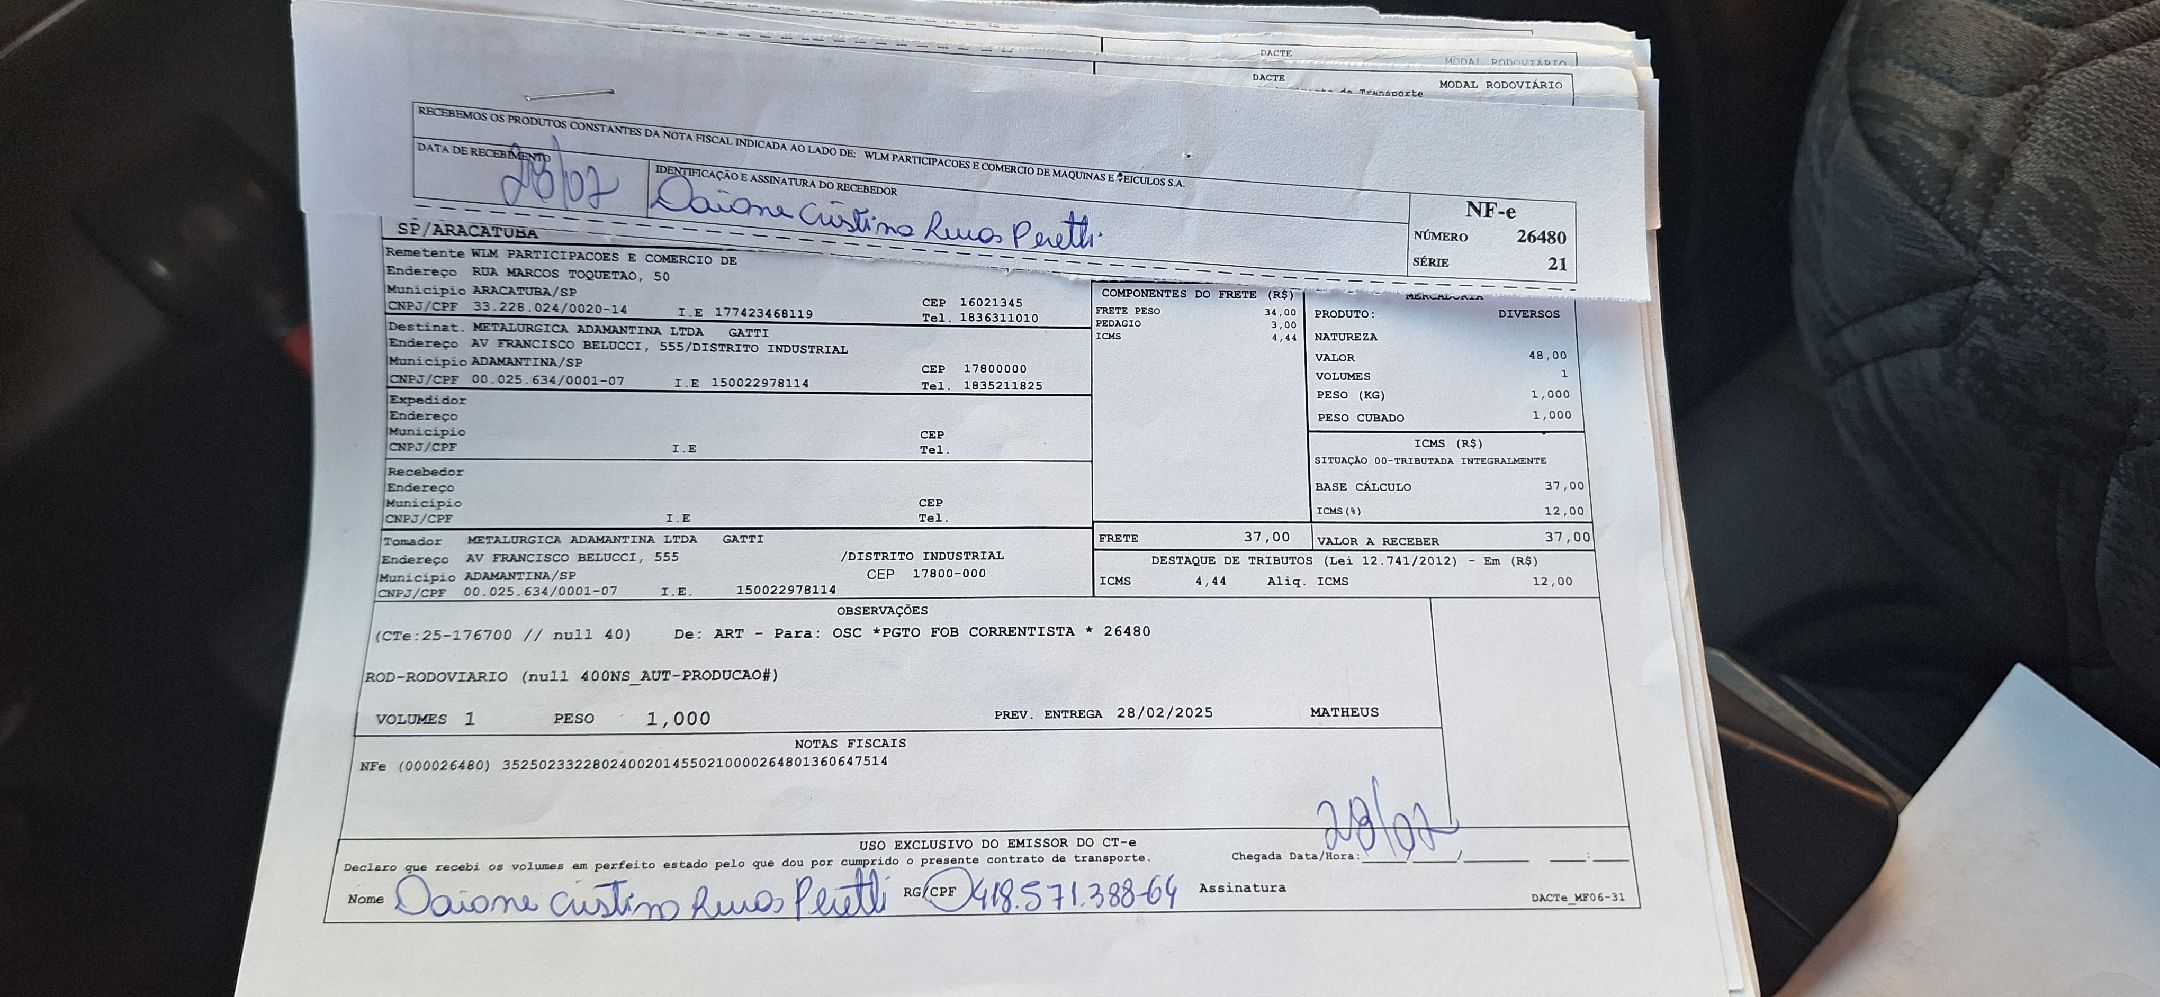 DACTE
MODAL RODOVIÁRIO
DACTE
MODAL RODOVIÁRIO
de Transporte
RECEBEMOS OS PRODUTOS CONSTANTES DA NOTA FISCAL INDICADA AO LADO DE: WLM PARTICIPACOES E COMERCIO DE MAQUINAS E VEICULOS S.A.
DATA DE RECEBIMENTO
28/02
IDENTIFICAÇÃO E ASSINATURA DO RECEBEDOR
Daiane Cristina Peretti
NF-e
NÚMERO 26480
SÉRIE 21
SP/ARACATUBA
Remetente WLM PARTICIPACOES E COMERCIO DE
Endereço RUA MARCOS TOQUETAO, 50
Município ARACATUBA/SP CEP 16021345
CNPJ/CPF 33.228.024/0020-14 I.E 177423468119 Tel. 1836311010
Destinat. METALURGICA ADAMANTINA LTDA GATTI
Endereço AV FRANCISCO BELUCCI, 555/DISTRITO INDUSTRIAL
Município ADAMANTINA/SP CEP 17800000
CNPJ/CPF 00.025.634/0001-07 I.E 150022978114 Tel. 1835211825
Expedidor
Endereço
Município CEP
CNPJ/CPF I.E Tel.
Recebedor
Endereço
Município CEP
CNPJ/CPF I.E Tel.
Tomador METALURGICA ADAMANTINA LTDA GATTI
Endereço AV FRANCISCO BELUCCI, 555 /DISTRITO INDUSTRIAL
Município ADAMANTINA/SP CEP 17800-000
CNPJ/CPF 00.025.634/0001-07 I.E. 150022978114
COMPONENTES DO FRETE (R$)
FRETE PESO 34,00
PEDAGIO 3,00
ICMS 4,44
MERCADORIA
PRODUTO: DIVERSOS
NATUREZA
VALOR 48,00
VOLUMES 1
PESO (KG) 1,000
PESO CUBADO 1,000
ICMS (R$)
SITUAÇÃO 00-TRIBUTADA INTEGRALMENTE
BASE CÁLCULO 37,00
ICMS(%) 12,00
FRETE 37,00 VALOR A RECEBER 37,00
DESTAQUE DE TRIBUTOS (Lei 12.741/2012) - Em (R$)
ICMS 4,44 Aliq. ICMS 12,00
OBSERVAÇÕES
(CTe:25-176700 // null 40) De: ART - Para: OSC *PGTO FOB CORRENTISTA * 26480
ROD-RODOVIARIO (null 400NS_AUT-PRODUCAO#)
VOLUMES 1 PESO 1,000 PREV. ENTREGA 28/02/2025 MATHEUS
NOTAS FISCAIS
NFe (000026480) 35250233228024002014550210000264801360647514
USO EXCLUSIVO DO EMISSOR DO CT-e
28/02
Declaro que recebi os volumes em perfeito estado pelo que dou por cumprido o presente contrato de transporte. Chegada Data/Hora:____/____/______ ___:___
Nome Daiane Cristina Peretti RG/CPF 418.571.388-64 Assinatura
DACTe_MF06-31